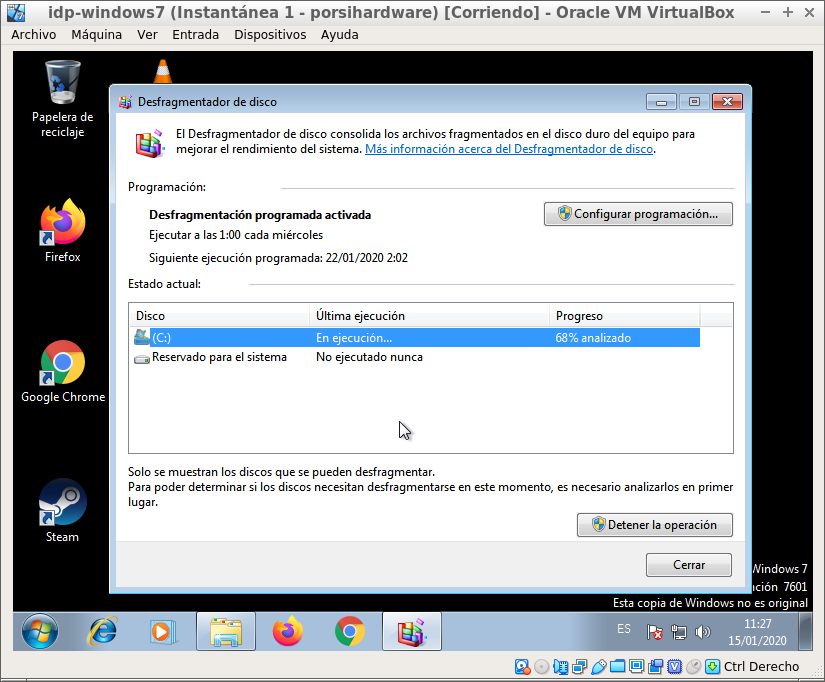 idp-windows7 (Instantánea 1 - porsihardware) [Corriendo] - Oracle VM VirtualBox
Archivo Máquina Ver Entrada Dispositivos Ayuda
Papelera de
reciclaje
Firefox
Google Chrome
Steam
Desfragmentador de disco
El Desfragmentador de disco consolida los archivos fragmentados en el disco duro del equipo para
mejorar el rendimiento del sistema. Más información acerca del Desfragmentador de disco.
Programación:
Desfragmentación programada activada
Configurar programación...
Ejecutar a las 1:00 cada miércoles
Siguiente ejecución programada: 22/01/2020 2:02
Estado actual:
Disco Última ejecución Progreso
(C:) En ejecución... 68% analizado
Reservado para el sistema No ejecutado nunca
Solo se muestran los discos que se pueden desfragmentar.
Para poder determinar si los discos necesitan desfragmentarse en este momento, es necesario analizarlos en primer
lugar.
Detener la operación
Cerrar
Windows 7
7601
Esta copia de Windows no es original
ES
11:27
15/01/2020
Ctrl Derecho